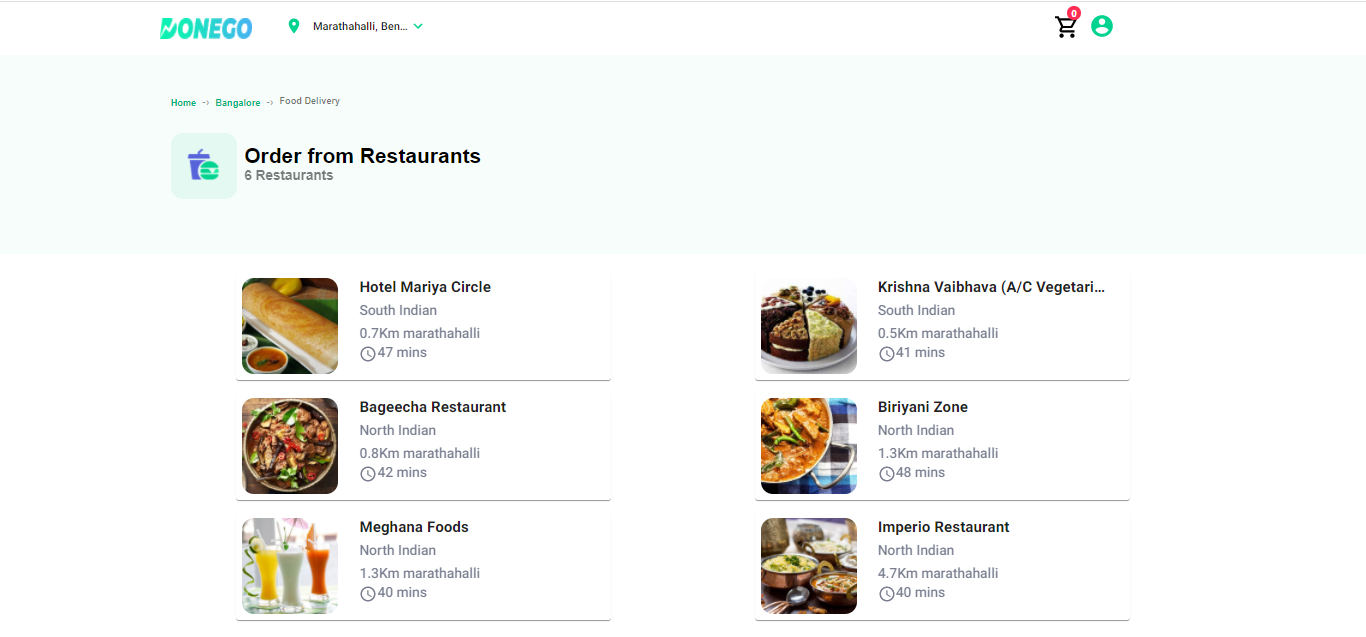 DONEGO
Marathahalli, Ben...
0
Home -> Bangalore -> Food Delivery
Order from Restaurants
6 Restaurants
Hotel Mariya Circle
South Indian
0.7Km marathahalli
47 mins
Krishna Vaibhava (A/C Vegetari...
South Indian
0.5Km marathahalli
41 mins
Bageecha Restaurant
North Indian
0.8Km marathahalli
42 mins
Biriyani Zone
North Indian
1.3Km marathahalli
48 mins
Meghana Foods
North Indian
1.3Km marathahalli
40 mins
Imperio Restaurant
North Indian
4.7Km marathahalli
40 mins